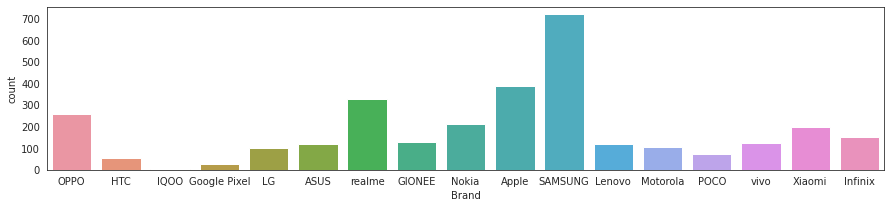 700
600
500
400
300
200
100
0
count
OPPO HTC IQOO Google Pixel LG ASUS realme GIONEE Nokia Apple SAMSUNG Lenovo Motorola POCO vivo Xiaomi Infinix
Brand